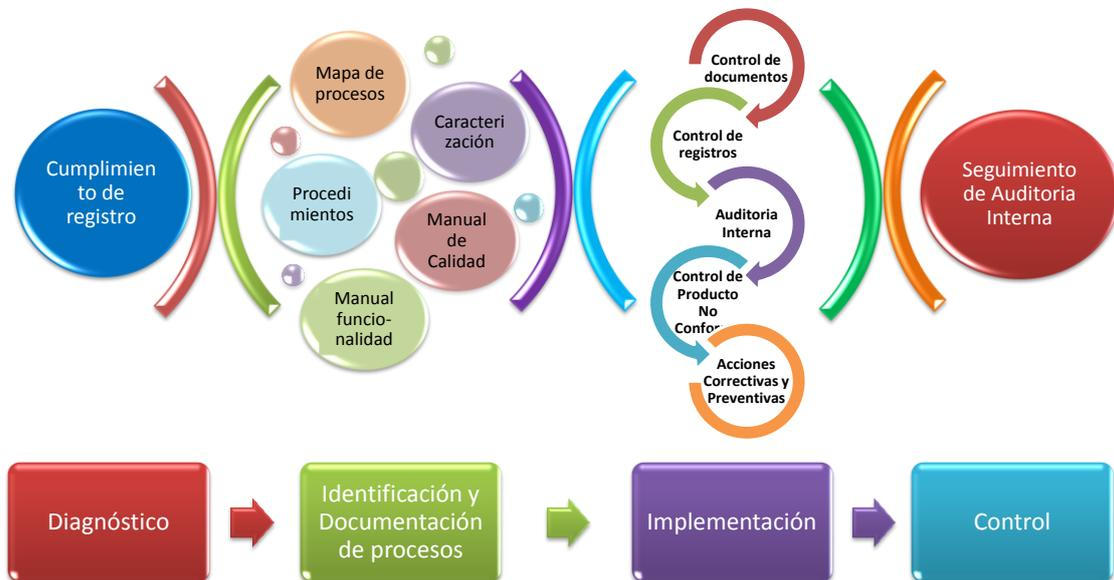 Cumplimien
to de
registro
Mapa de
procesos
Caracteri
zación
Procedi
mientos
Manual
de
Calidad
Manual
funcio-
nalidad
Control de
documentos
Control de
registros
Auditoria
Interna
Control de
Producto
No
Acciones
Correctivas y
Preventivas
Seguimiento
de Auditoria
Interna
Diagnóstico
Identificación y
Documentación
de procesos
Implementación
Control